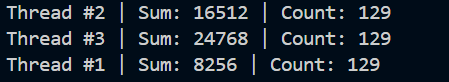 Thread #2 | Sum: 16512 | Count: 129
Thread #3 | Sum: 24768 | Count: 129
Thread #1 | Sum: 8256 | Count: 129